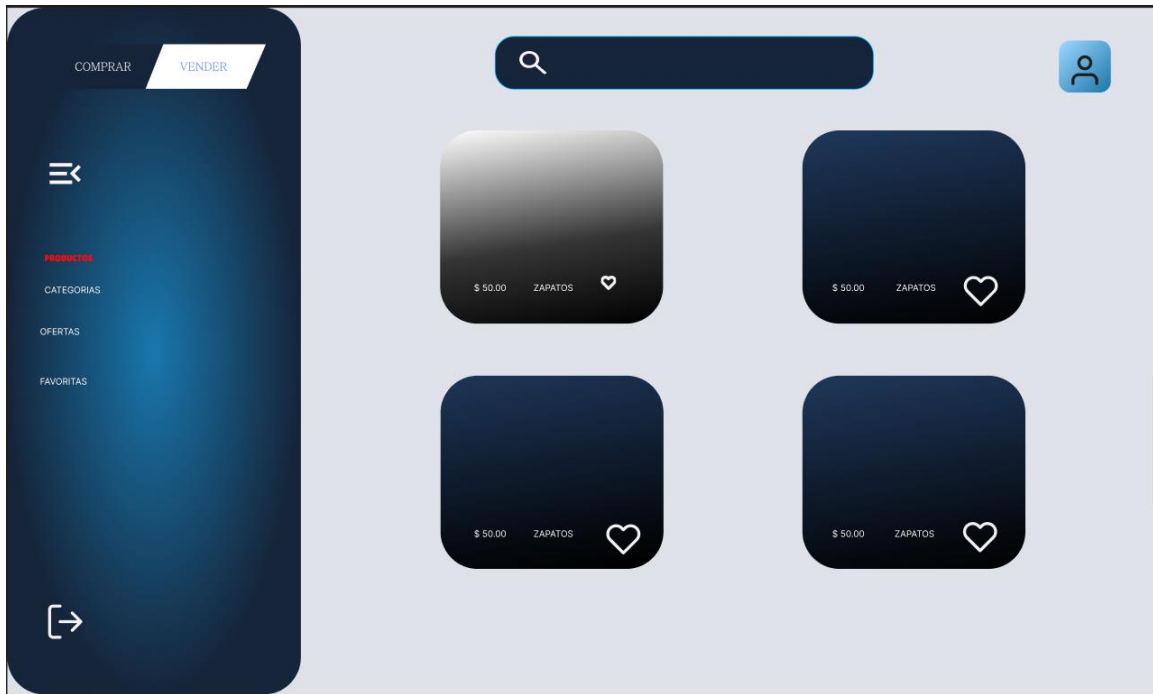 COMPRAR VENDER
PRODUCTOS
CATEGORIAS
OFERTAS
FAVORITAS
$ 50.00 ZAPATOS
$ 50.00 ZAPATOS
$ 50.00 ZAPATOS
$ 50.00 ZAPATOS